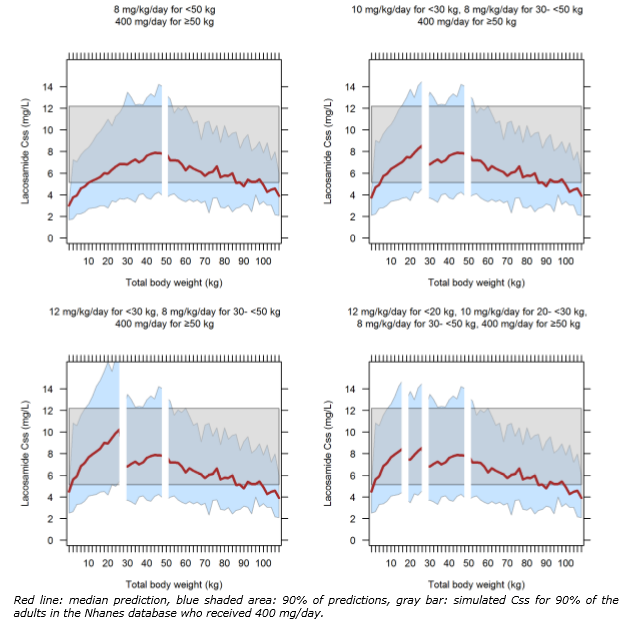 8 mg/kg/day for <50 kg
400 mg/day for ≥50 kg
Lacosamide Css (mg/L)
14
12
10
8
6
4
2
0
10 20 30 40 50 60 70 80 90 100
Total body weight (kg)
10 mg/kg/day for <30 kg, 8 mg/kg/day for 30- <50 kg
400 mg/day for ≥50 kg
Lacosamide Css (mg/L)
14
12
10
8
6
4
2
0
10 20 30 40 50 60 70 80 90 100
Total body weight (kg)
12 mg/kg/day for <30 kg, 8 mg/kg/day 30- <50 kg
400 mg/day for ≥50 kg
Lacosamide Css (mg/L)
14
12
10
8
6
4
2
0
10 20 30 40 50 60 70 80 90 100
Total body weight (kg)
12 mg/kg/day for <20 kg, 10 mg/kg/day for 20- <30 kg,
8 mg/kg/day for 30- <50 kg, 400 mg/day for ≥50 kg
Lacosamide Css (mg/L)
14
12
10
8
6
4
2
0
10 20 30 40 50 60 70 80 90 100
Total body weight (kg)
Red line: median prediction, blue shaded area: 90% of predictions, gray bar: simulated Css for 90% of the
adults in the Nhanes database who received 400 mg/day.